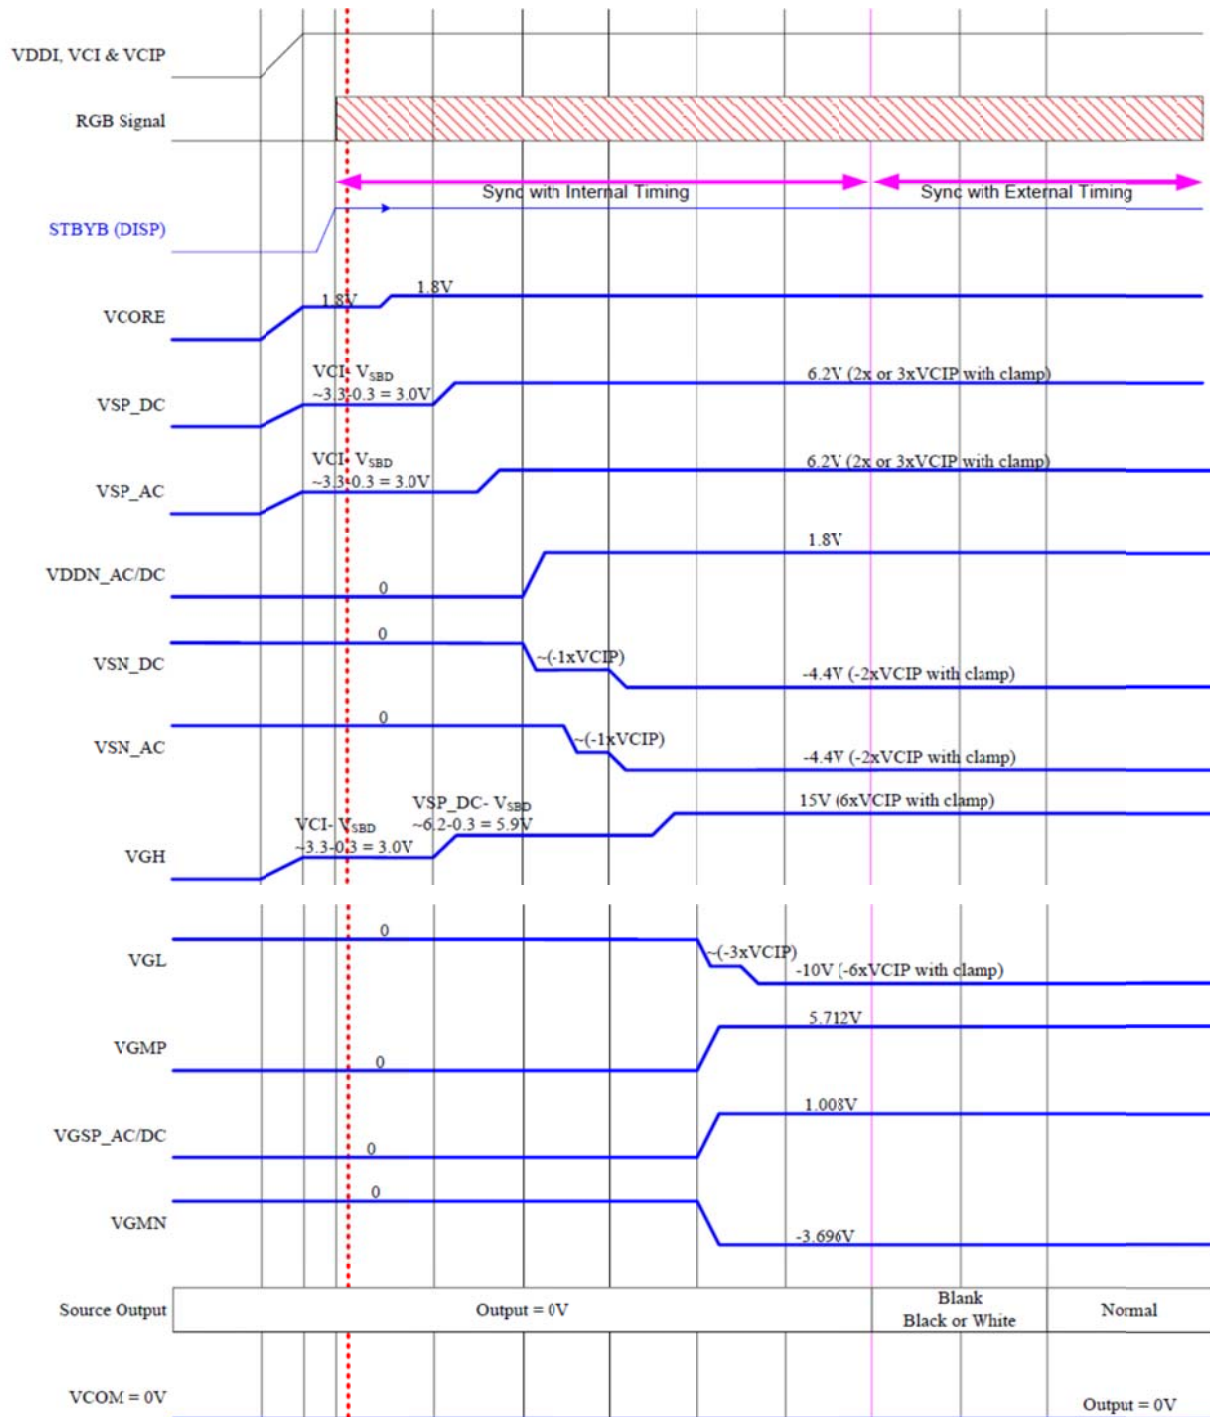 VDDI, VCI & VCIP
RGB Signal
Sync with Internal Timing
Sync with External Timing
STBYB (DISP)
1.8V
1.8V
VCORE
VCI- VSBD
~3.3-0.3 = 3.0V
6.2V (2x or 3xVCIP with clamp)
VSP_DC
VCI- VSBD
~3.3-0.3 = 3.0V
6.2V (2x or 3xVCIP with clamp)
VSP_AC
1.8V
VDDN_AC/DC
0
0
~(-1xVCIP)
VSN_DC
-4.4V (-2xVCIP with clamp)
0
~(-1xVCIP)
VSN_AC
-4.4V (-2xVCIP with clamp)
VSP_DC- VSBD
~6.2-0.3 = 5.9V
15V (6xVCIP with clamp)
VCI- VSBD
~3.3-0.3 = 3.0V
VGH
0
~(-3xVCIP)
VGL
-10V (-6xVCIP with clamp)
5.712V
VGMP
0
1.008V
VGSP_AC/DC
0
0
VGMN
-3.696V
Source Output
Output = 0V
Blank
Black or White
Normal
VCOM = 0V
Output = 0V